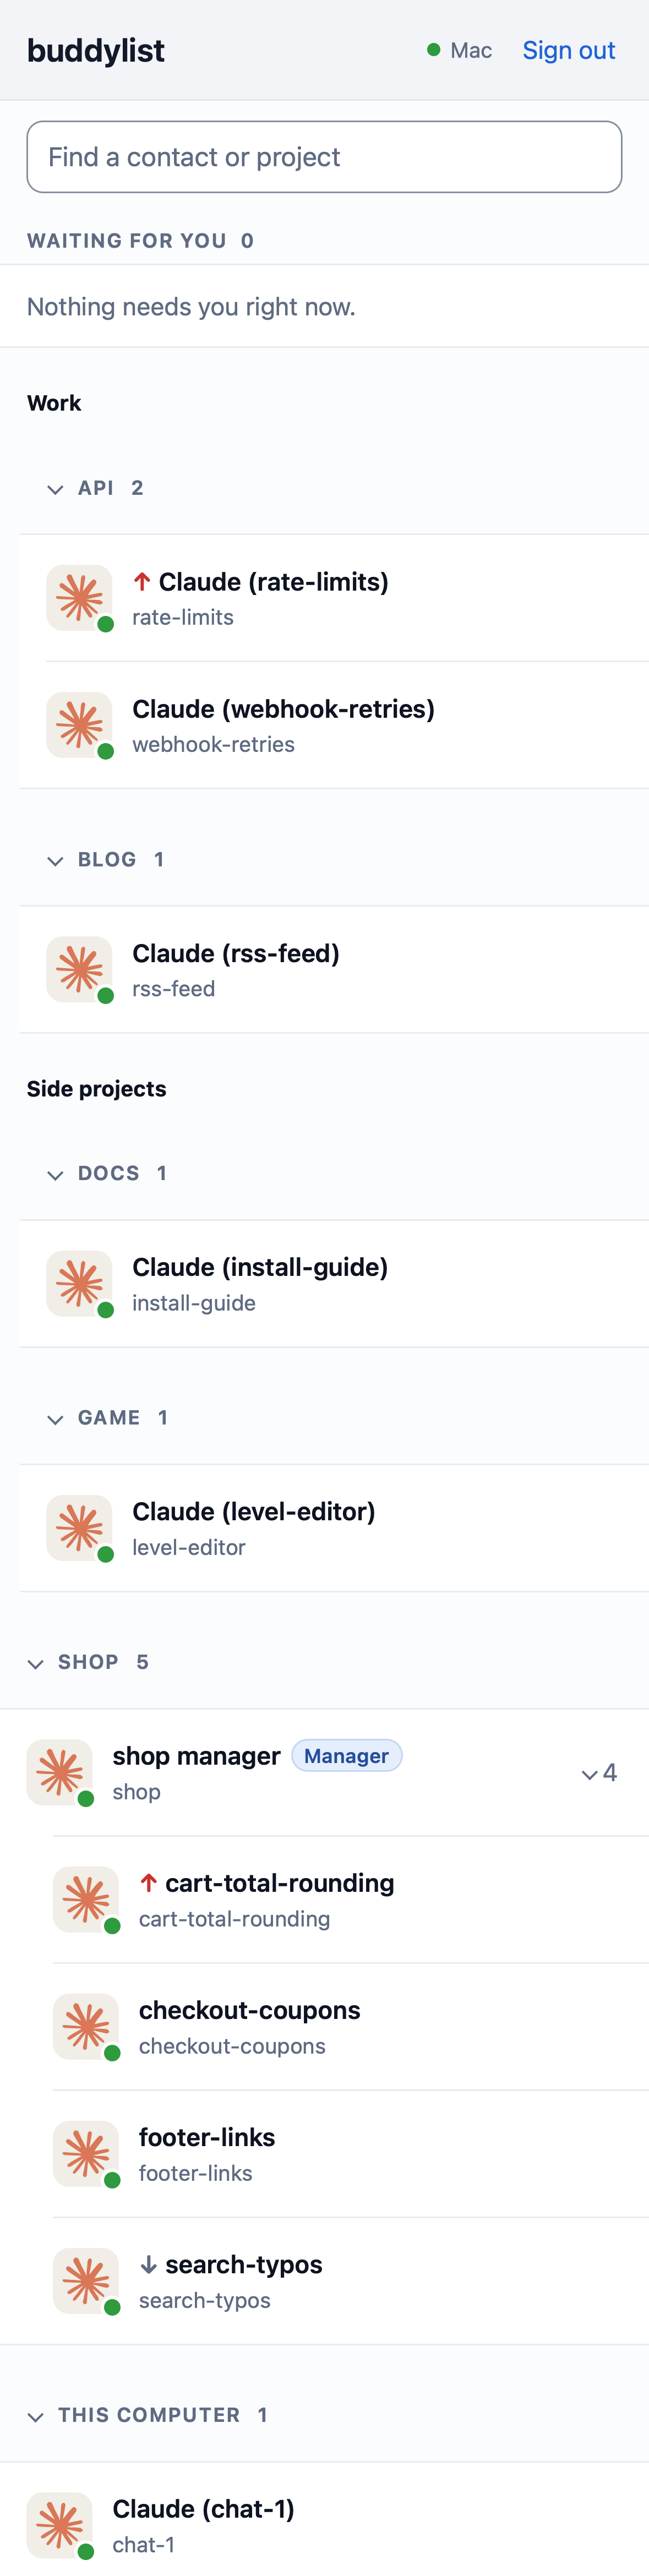 buddylist
Mac
Sign out
Find a contact or project
WAITING FOR YOU 0
Nothing needs you right now.
Work
API 2
↑ Claude (rate-limits)
rate-limits
Claude (webhook-retries)
webhook-retries
BLOG 1
Claude (rss-feed)
rss-feed
Side projects
DOCS 1
Claude (install-guide)
install-guide
GAME 1
Claude (level-editor)
level-editor
SHOP 5
shop manager Manager
shop
4
↑ cart-total-rounding
cart-total-rounding
checkout-coupons
checkout-coupons
footer-links
footer-links
↓ search-typos
search-typos
THIS COMPUTER 1
Claude (chat-1)
chat-1